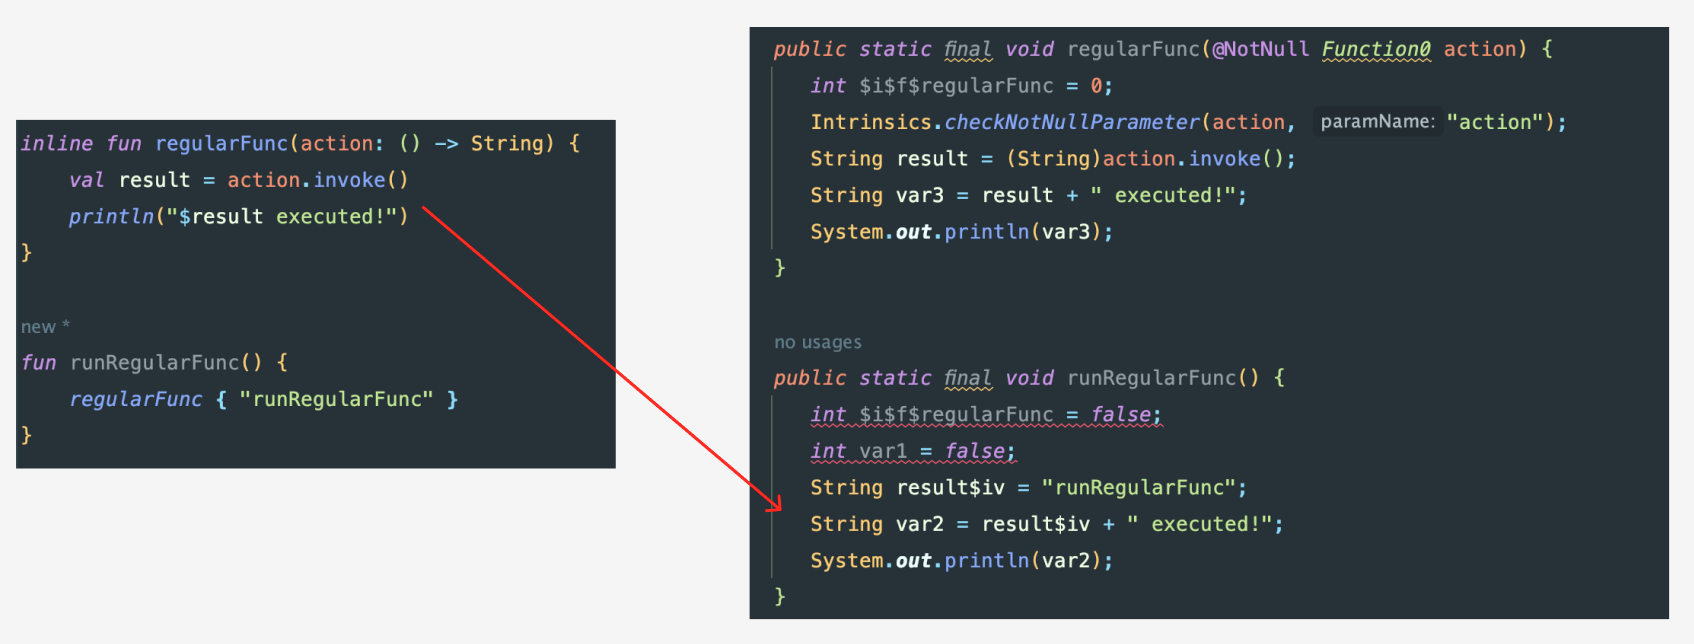 inline fun regularFunc(action: () -> String) {
    val result = action.invoke()
    println("$result executed!")
}
new *
fun runRegularFunc() {
    regularFunc { "runRegularFunc" }
}
public static final void regularFunc(@NotNull Function0 action) {
   int $i$f$regularFunc = 0;
   Intrinsics.checkNotNullParameter(action, paramName: "action");
   String result = (String)action.invoke();
   String var3 = result + " executed!";
   System.out.println(var3);
}
no usages
public static final void runRegularFunc() {
   int $i$f$regularFunc = false;
   int var1 = false;
   String result$iv = "runRegularFunc";
   String var2 = result$iv + " executed!";
   System.out.println(var2);
}